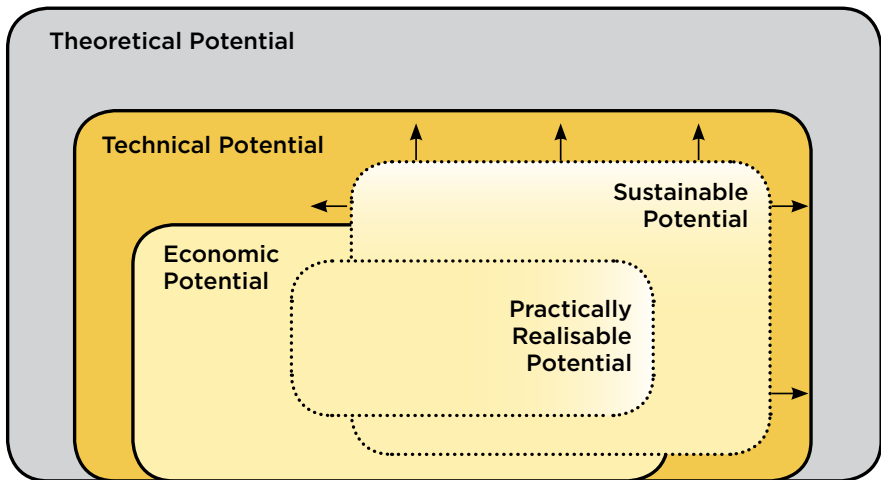 Theoretical Potential
Technical Potential
Sustainable
Potential
Economic
Potential
Practically
Realisable
Potential